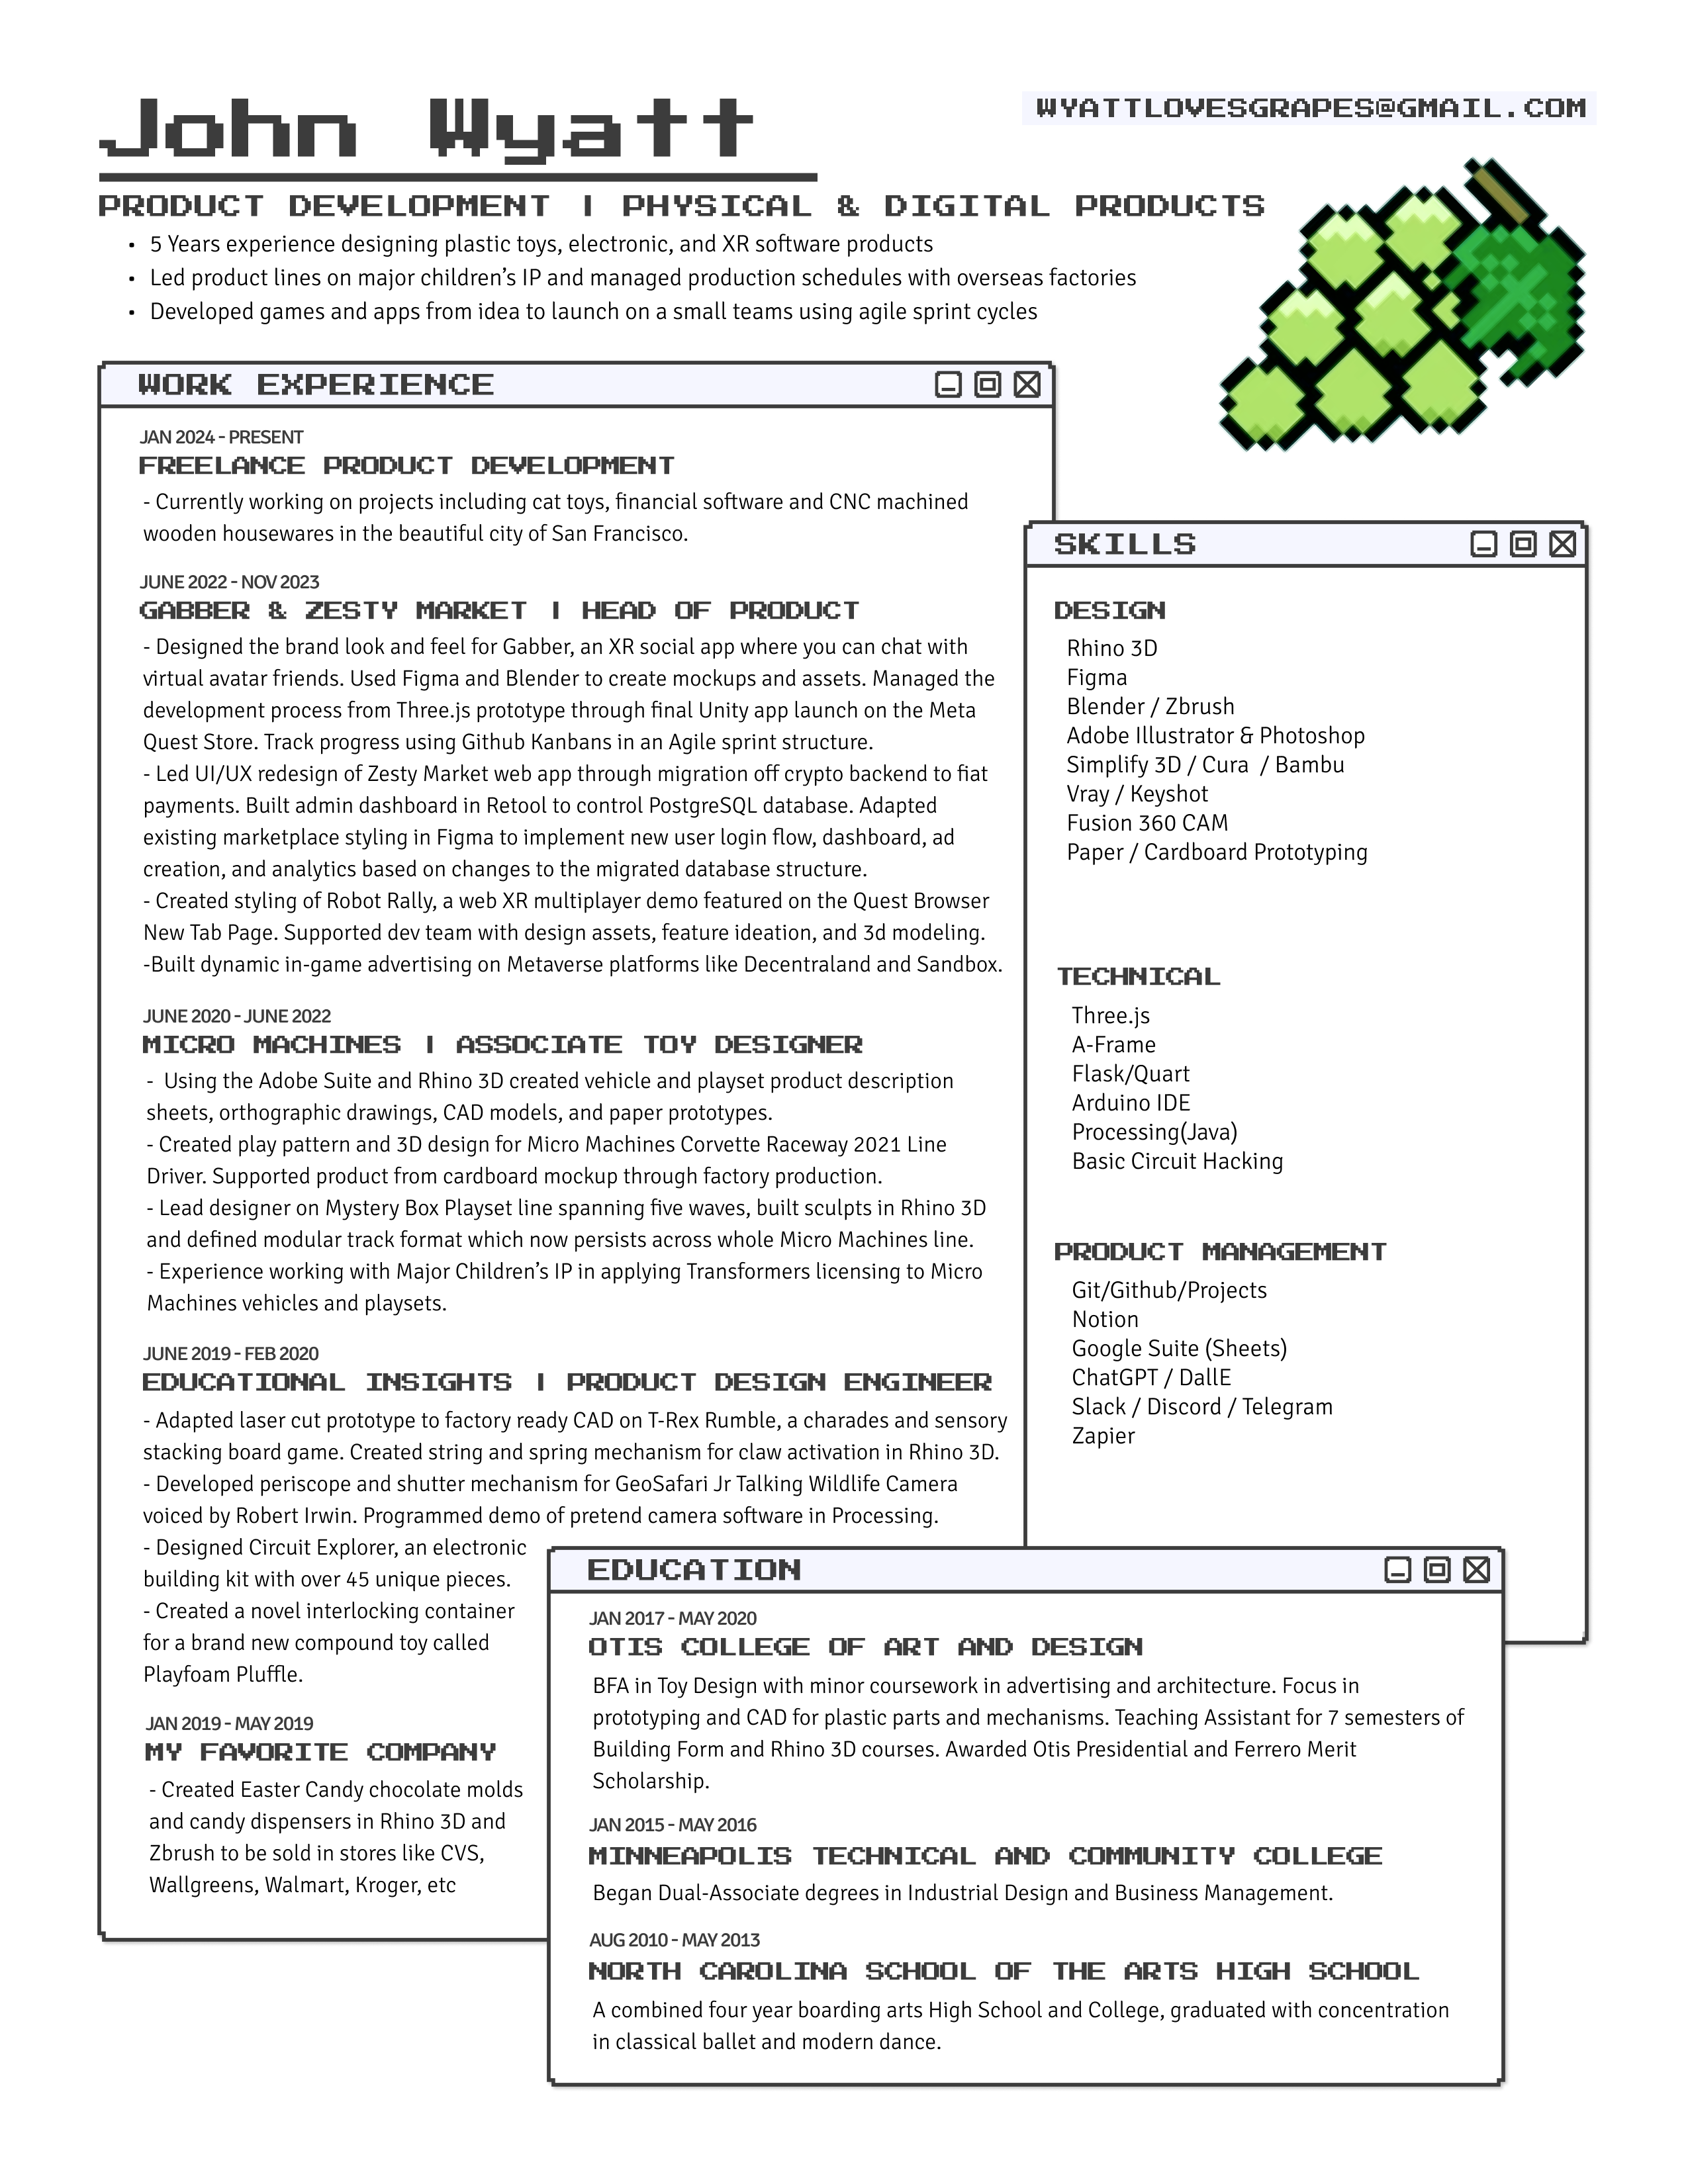 John Wyatt
WYATTLOVESGRAPES@GMAIL.COM
PRODUCT DEVELOPMENT | PHYSICAL & DIGITAL PRODUCTS
• 5 Years experience designing plastic toys, electronic, and XR software products
• Led product lines on major children's IP and managed production schedules with overseas factories
• Developed games and apps from idea to launch on a small teams using agile sprint cycles
WORK EXPERIENCE
JAN 2024 - PRESENT
FREELANCE PRODUCT DEVELOPMENT
- Currently working on projects including cat toys, financial software and CNC machined
wooden housewares in the beautiful city of San Francisco.
JUNE 2022 - NOV 2023
GABBER & ZESTY MARKET | HEAD OF PRODUCT
- Designed the brand look and feel for Gabber, an XR social app where you can chat with
virtual avatar friends. Used Figma and Blender to create mockups and assets. Managed the
development process from Three.js prototype through final Unity app launch on the Meta
Quest Store. Track progress using Github Kanbans in an Agile sprint structure.
- Led UI/UX redesign of Zesty Market web app through migration off crypto backend to fiat
payments. Built admin dashboard in Retool to control PostgreSQL database. Adapted
existing marketplace styling in Figma to implement new user login flow, dashboard, ad
creation, and analytics based on changes to the migrated database structure.
- Created styling of Robot Rally, a web XR multiplayer demo featured on the Quest Browser
New Tab Page. Supported dev team with design assets, feature ideation, and 3d modeling.
-Built dynamic in-game advertising on Metaverse platforms like Decentraland and Sandbox.
JUNE 2020 - JUNE 2022
MICRO MACHINES | ASSOCIATE TOY DESIGNER
- Using the Adobe Suite and Rhino 3D created vehicle and playset product description
sheets, orthographic drawings, CAD models, and paper prototypes.
- Created play pattern and 3D design for Micro Machines Corvette Raceway 2021 Line
Driver. Supported product from cardboard mockup through factory production.
- Lead designer on Mystery Box Playset line spanning five waves, built sculpts in Rhino 3D
and defined modular track format which now persists across whole Micro Machines line.
- Experience working with Major Children's IP in applying Transformers licensing to Micro
Machines vehicles and playsets.
JUNE 2019 - FEB 2020
EDUCATIONAL INSIGHTS | PRODUCT DESIGN ENGINEER
- Adapted laser cut prototype to factory ready CAD on T-Rex Rumble, a charades and sensory
stacking board game. Created string and spring mechanism for claw activation in Rhino 3D.
- Developed periscope and shutter mechanism for GeoSafari Jr Talking Wildlife Camera
voiced by Robert Irwin. Programmed demo of pretend camera software in Processing.
- Designed Circuit Explorer, an electronic
building kit with over 45 unique pieces.
- Created a novel interlocking container
for a brand new compound toy called
Playfoam Pluffle.
JAN 2019 - MAY 2019
MY FAVORITE COMPANY
- Created Easter Candy chocolate molds
and candy dispensers in Rhino 3D and
Zbrush to be sold in stores like CVS,
Wallgreens, Walmart, Kroger, etc
SKILLS
DESIGN
Rhino 3D
Figma
Blender / Zbrush
Adobe Illustrator & Photoshop
Simplify 3D / Cura / Bambu
Vray / Keyshot
Fusion 360 CAM
Paper / Cardboard Prototyping
TECHNICAL
Three.js
A-Frame
Flask/Quart
Arduino IDE
Processing(Java)
Basic Circuit Hacking
PRODUCT MANAGEMENT
Git/Github/Projects
Notion
Google Suite (Sheets)
ChatGPT / DallE
Slack / Discord / Telegram
Zapier
EDUCATION
JAN 2017 - MAY 2020
OTIS COLLEGE OF ART AND DESIGN
BFA in Toy Design with minor coursework in advertising and architecture. Focus in
prototyping and CAD for plastic parts and mechanisms. Teaching Assistant for 7 semesters of
Building Form and Rhino 3D courses. Awarded Otis Presidential and Ferrero Merit
Scholarship.
JAN 2015 - MAY 2016
MINNEAPOLIS TECHNICAL AND COMMUNITY COLLEGE
Began Dual-Associate degrees in Industrial Design and Business Management.
AUG 2010 - MAY 2013
NORTH CAROLINA SCHOOL OF THE ARTS HIGH SCHOOL
A combined four year boarding arts High School and College, graduated with concentration
in classical ballet and modern dance.